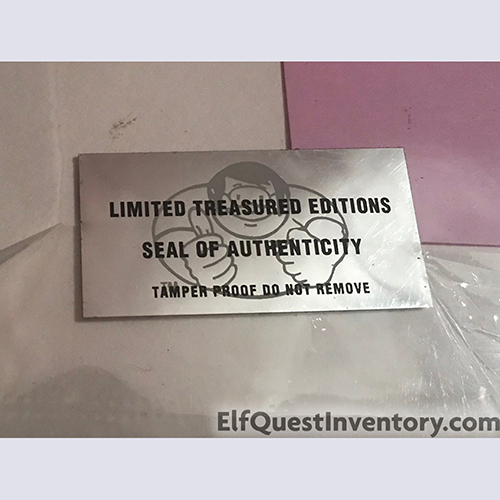 LIMITED TREASURED EDITIONS
SEAL OF AUTHENTICITY
TAMPER PROOF DO NOT REMOVE
TM
ElfQuestInventory.com